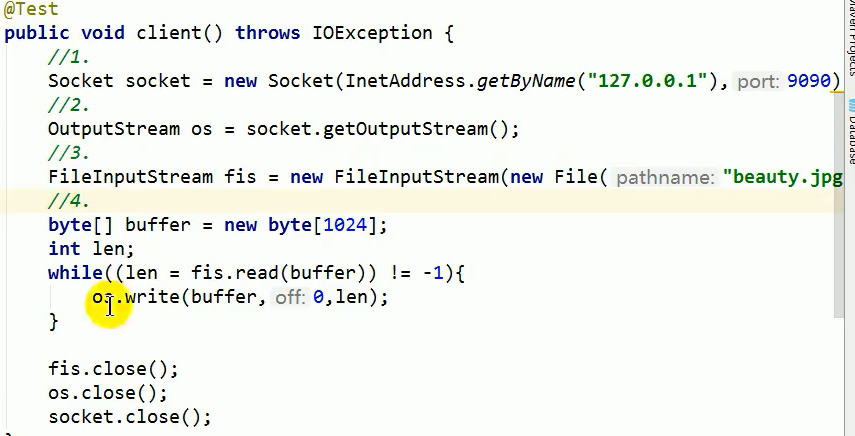 @Test
public void client() throws IOException {
//1.
Socket socket = new Socket(InetAddress.getByName("127.0.0.1"), port: 9090)
//2.
OutputStream os = socket.getOutputStream();
//3.
FileInputStream fis = new FileInputStream(new File( pathname: "beauty.jpg
//4.
byte[] buffer = new byte[1024];
int len;
while((len = fis.read(buffer)) != -1){
os.write(buffer, off: 0,len);
}
fis.close();
os.close();
socket.close();
Maven Projects
Database